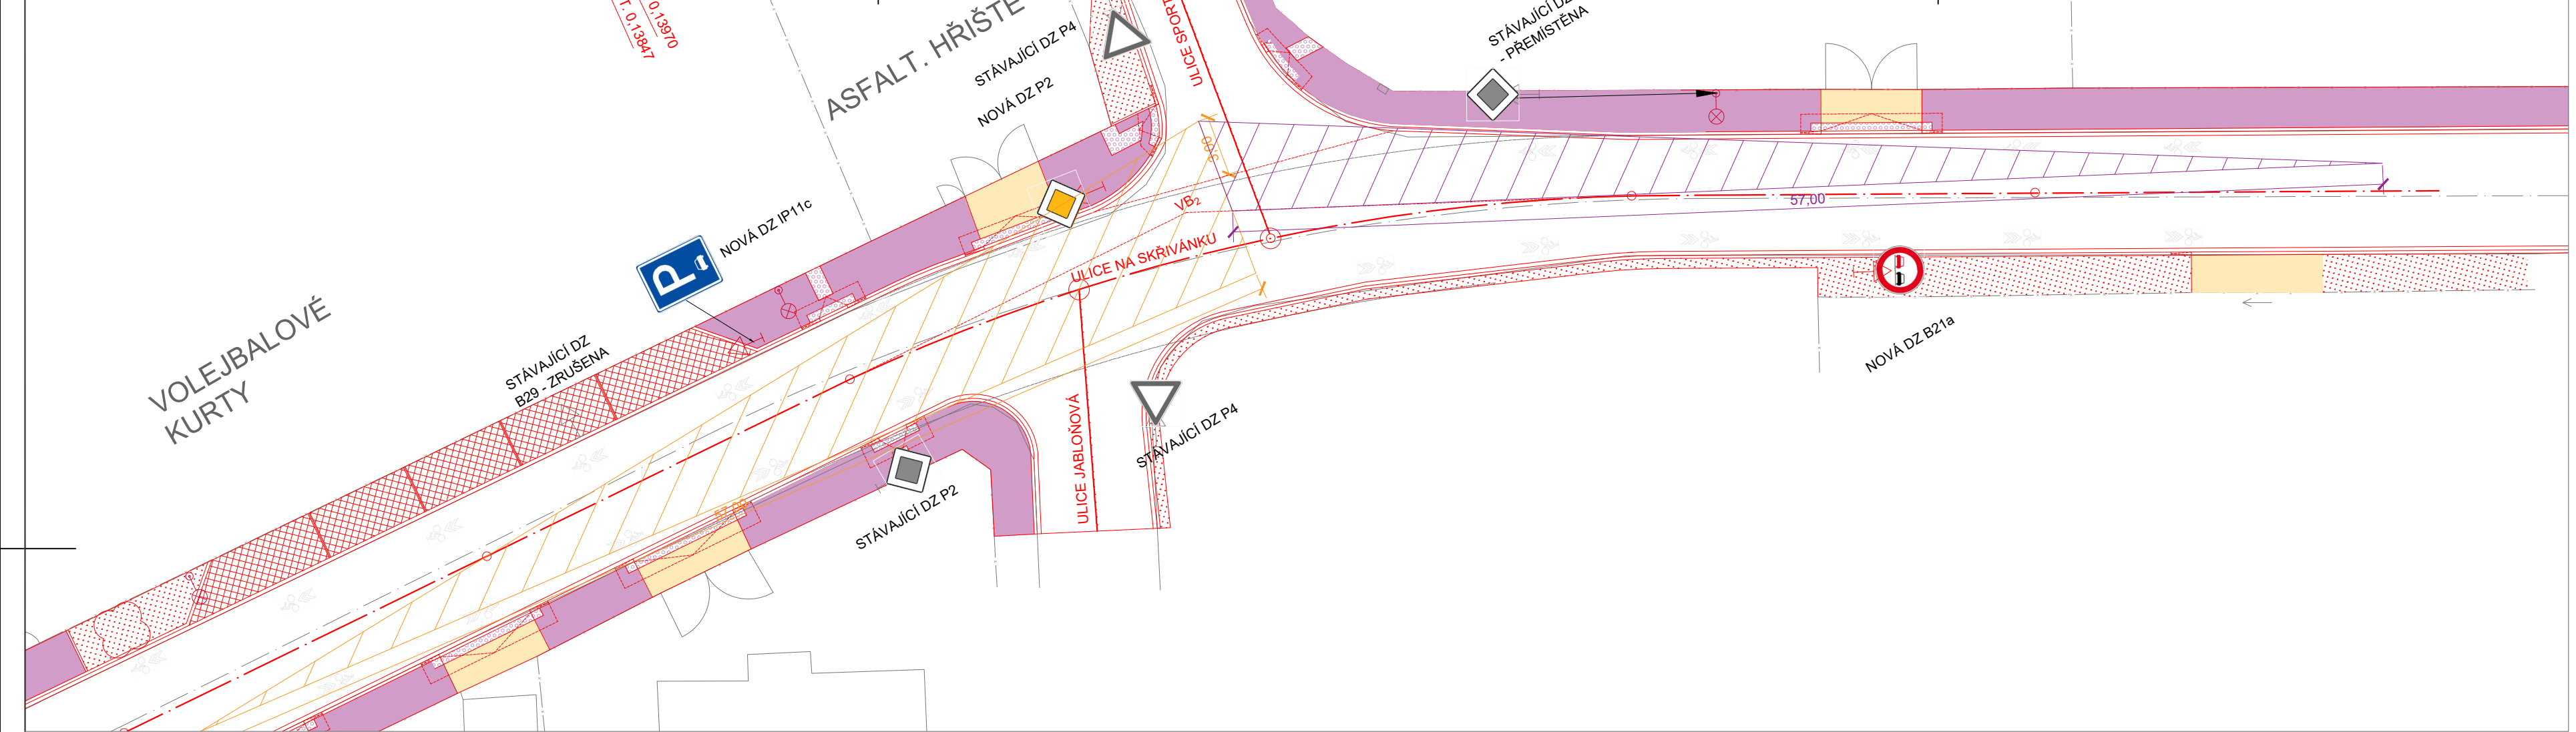 0,13970
T. 0,13847
ASFALT. HŘIŠTĚ
STÁVAJÍCÍ DZ P4
NOVÁ DZ P2
ULICE SPORT
STÁVAJÍCÍ DZ
- PŘEMÍSTĚNA
3,00
VB2
57,00
ULICE NA SKŘIVÁNKU
NOVÁ DZ IP11c
P
VOLEJBALOVÉ
KURTY
STÁVAJÍCÍ DZ
B29 - ZRUŠENA
NOVÁ DZ B21a
STÁVAJÍCÍ DZ P4
ULICE JABLOŇOVÁ
STÁVAJÍCÍ DZ P2